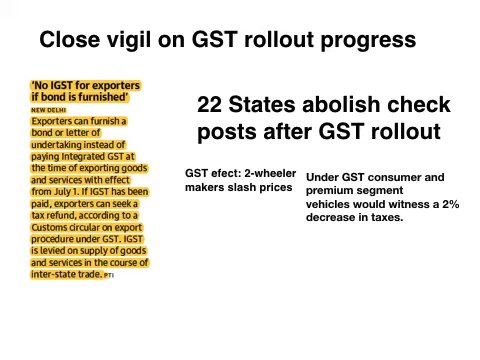 Close vigil on GST rollout progress
'No IGST for exporters
if bond is furnished'
NEW DELHI
Exporters can furnish a
bond or letter of
undertaking instead of
paying Integrated GST at
the time of exporting goods
and services with effect
from July 1. If IGST has been
paid, exporters can seek a
tax refund, according to a
Customs circular on export
procedure under GST. IGST
is levied on supply of goods
and services in the course of
inter-state trade. PTI
22 States abolish check
posts after GST rollout
GST efect: 2-wheeler
makers slash prices
Under GST consumer and
premium segment
vehicles would witness a 2%
decrease in taxes.